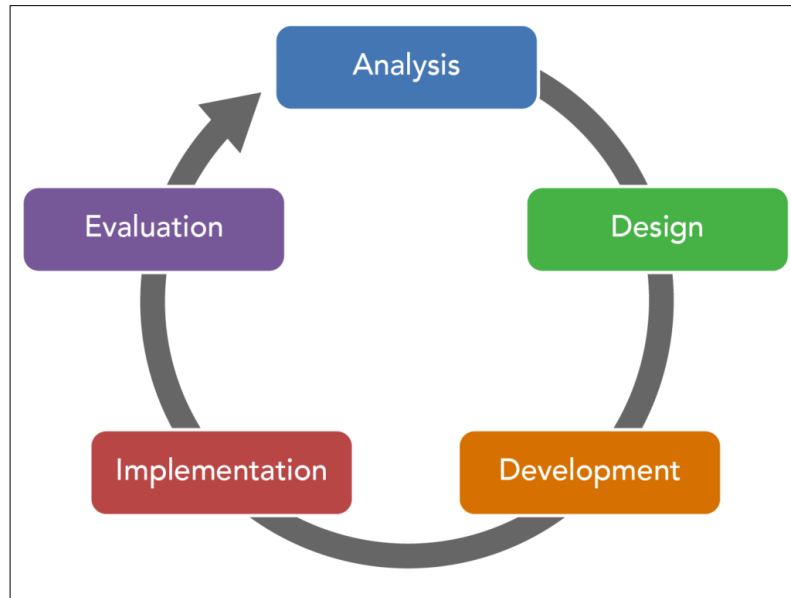 Analysis
Design
Development
Implementation
Evaluation